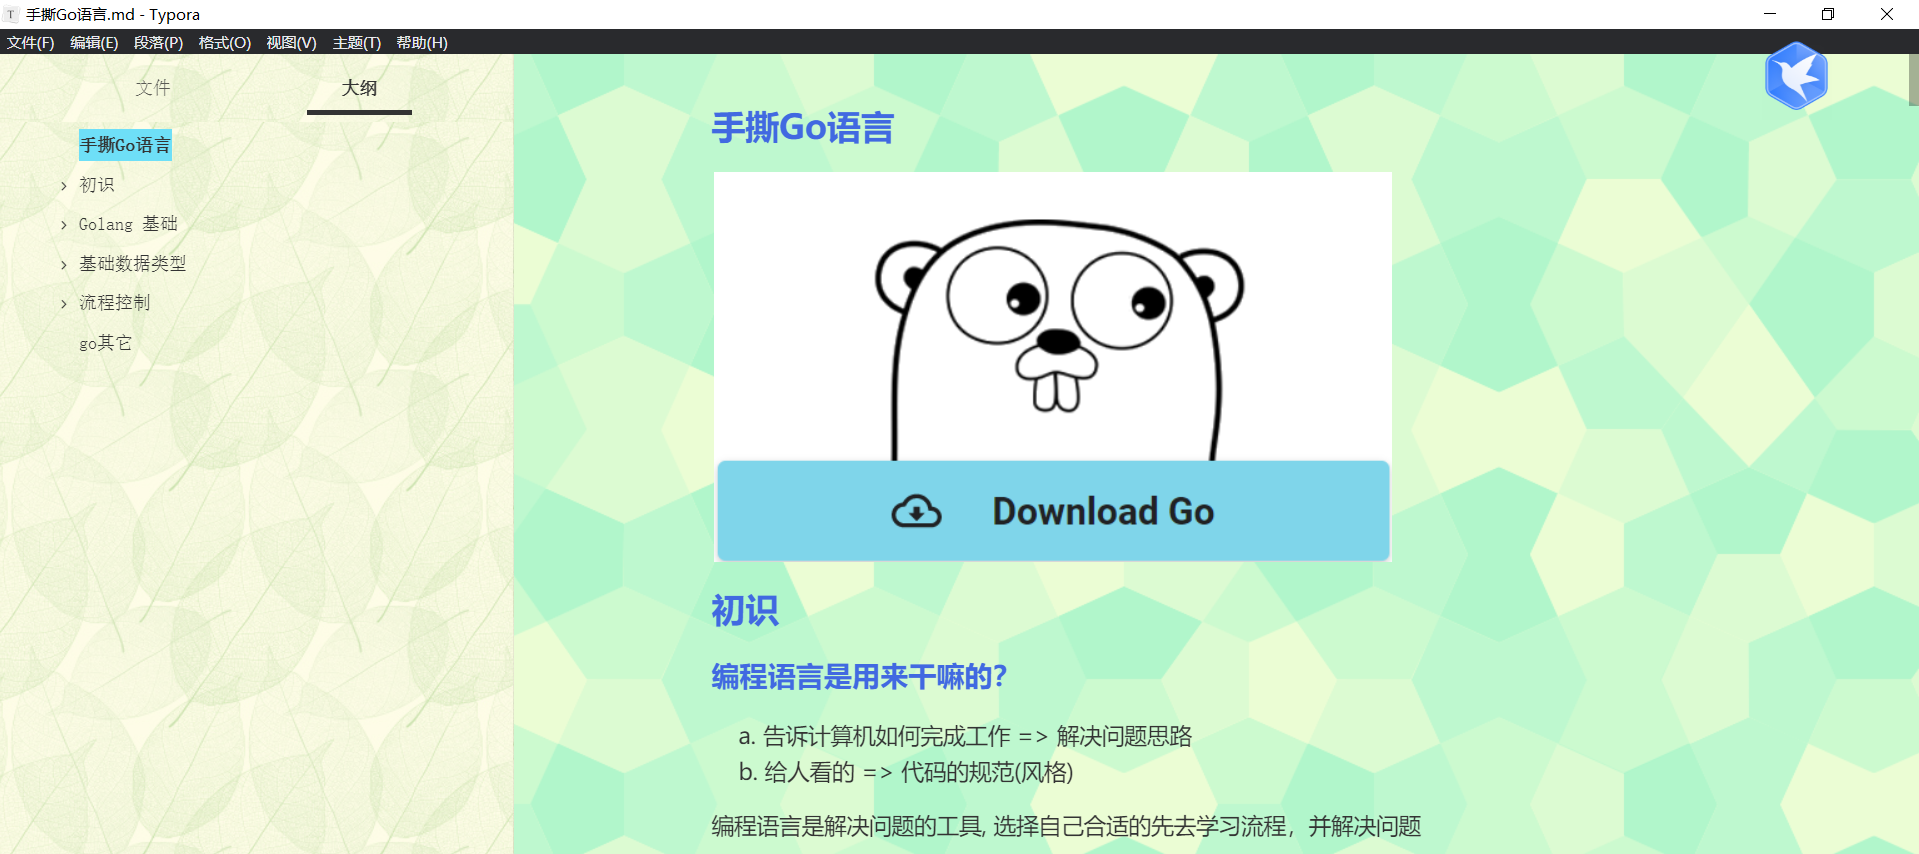 T 手撕Go语言.md - Typora
文件(F) 编辑(E) 段落(P) 格式(O) 视图(V) 主题(T) 帮助(H)
文件 大纲
手撕Go语言
初识
Golang 基础
基础数据类型
流程控制
go其它
手撕Go语言
Download Go
初识
编程语言是用来干嘛的?
a. 告诉计算机如何完成工作 => 解决问题思路
b. 给人看的 => 代码的规范(风格)
编程语言是解决问题的工具, 选择自己合适的先去学习流程，并解决问题